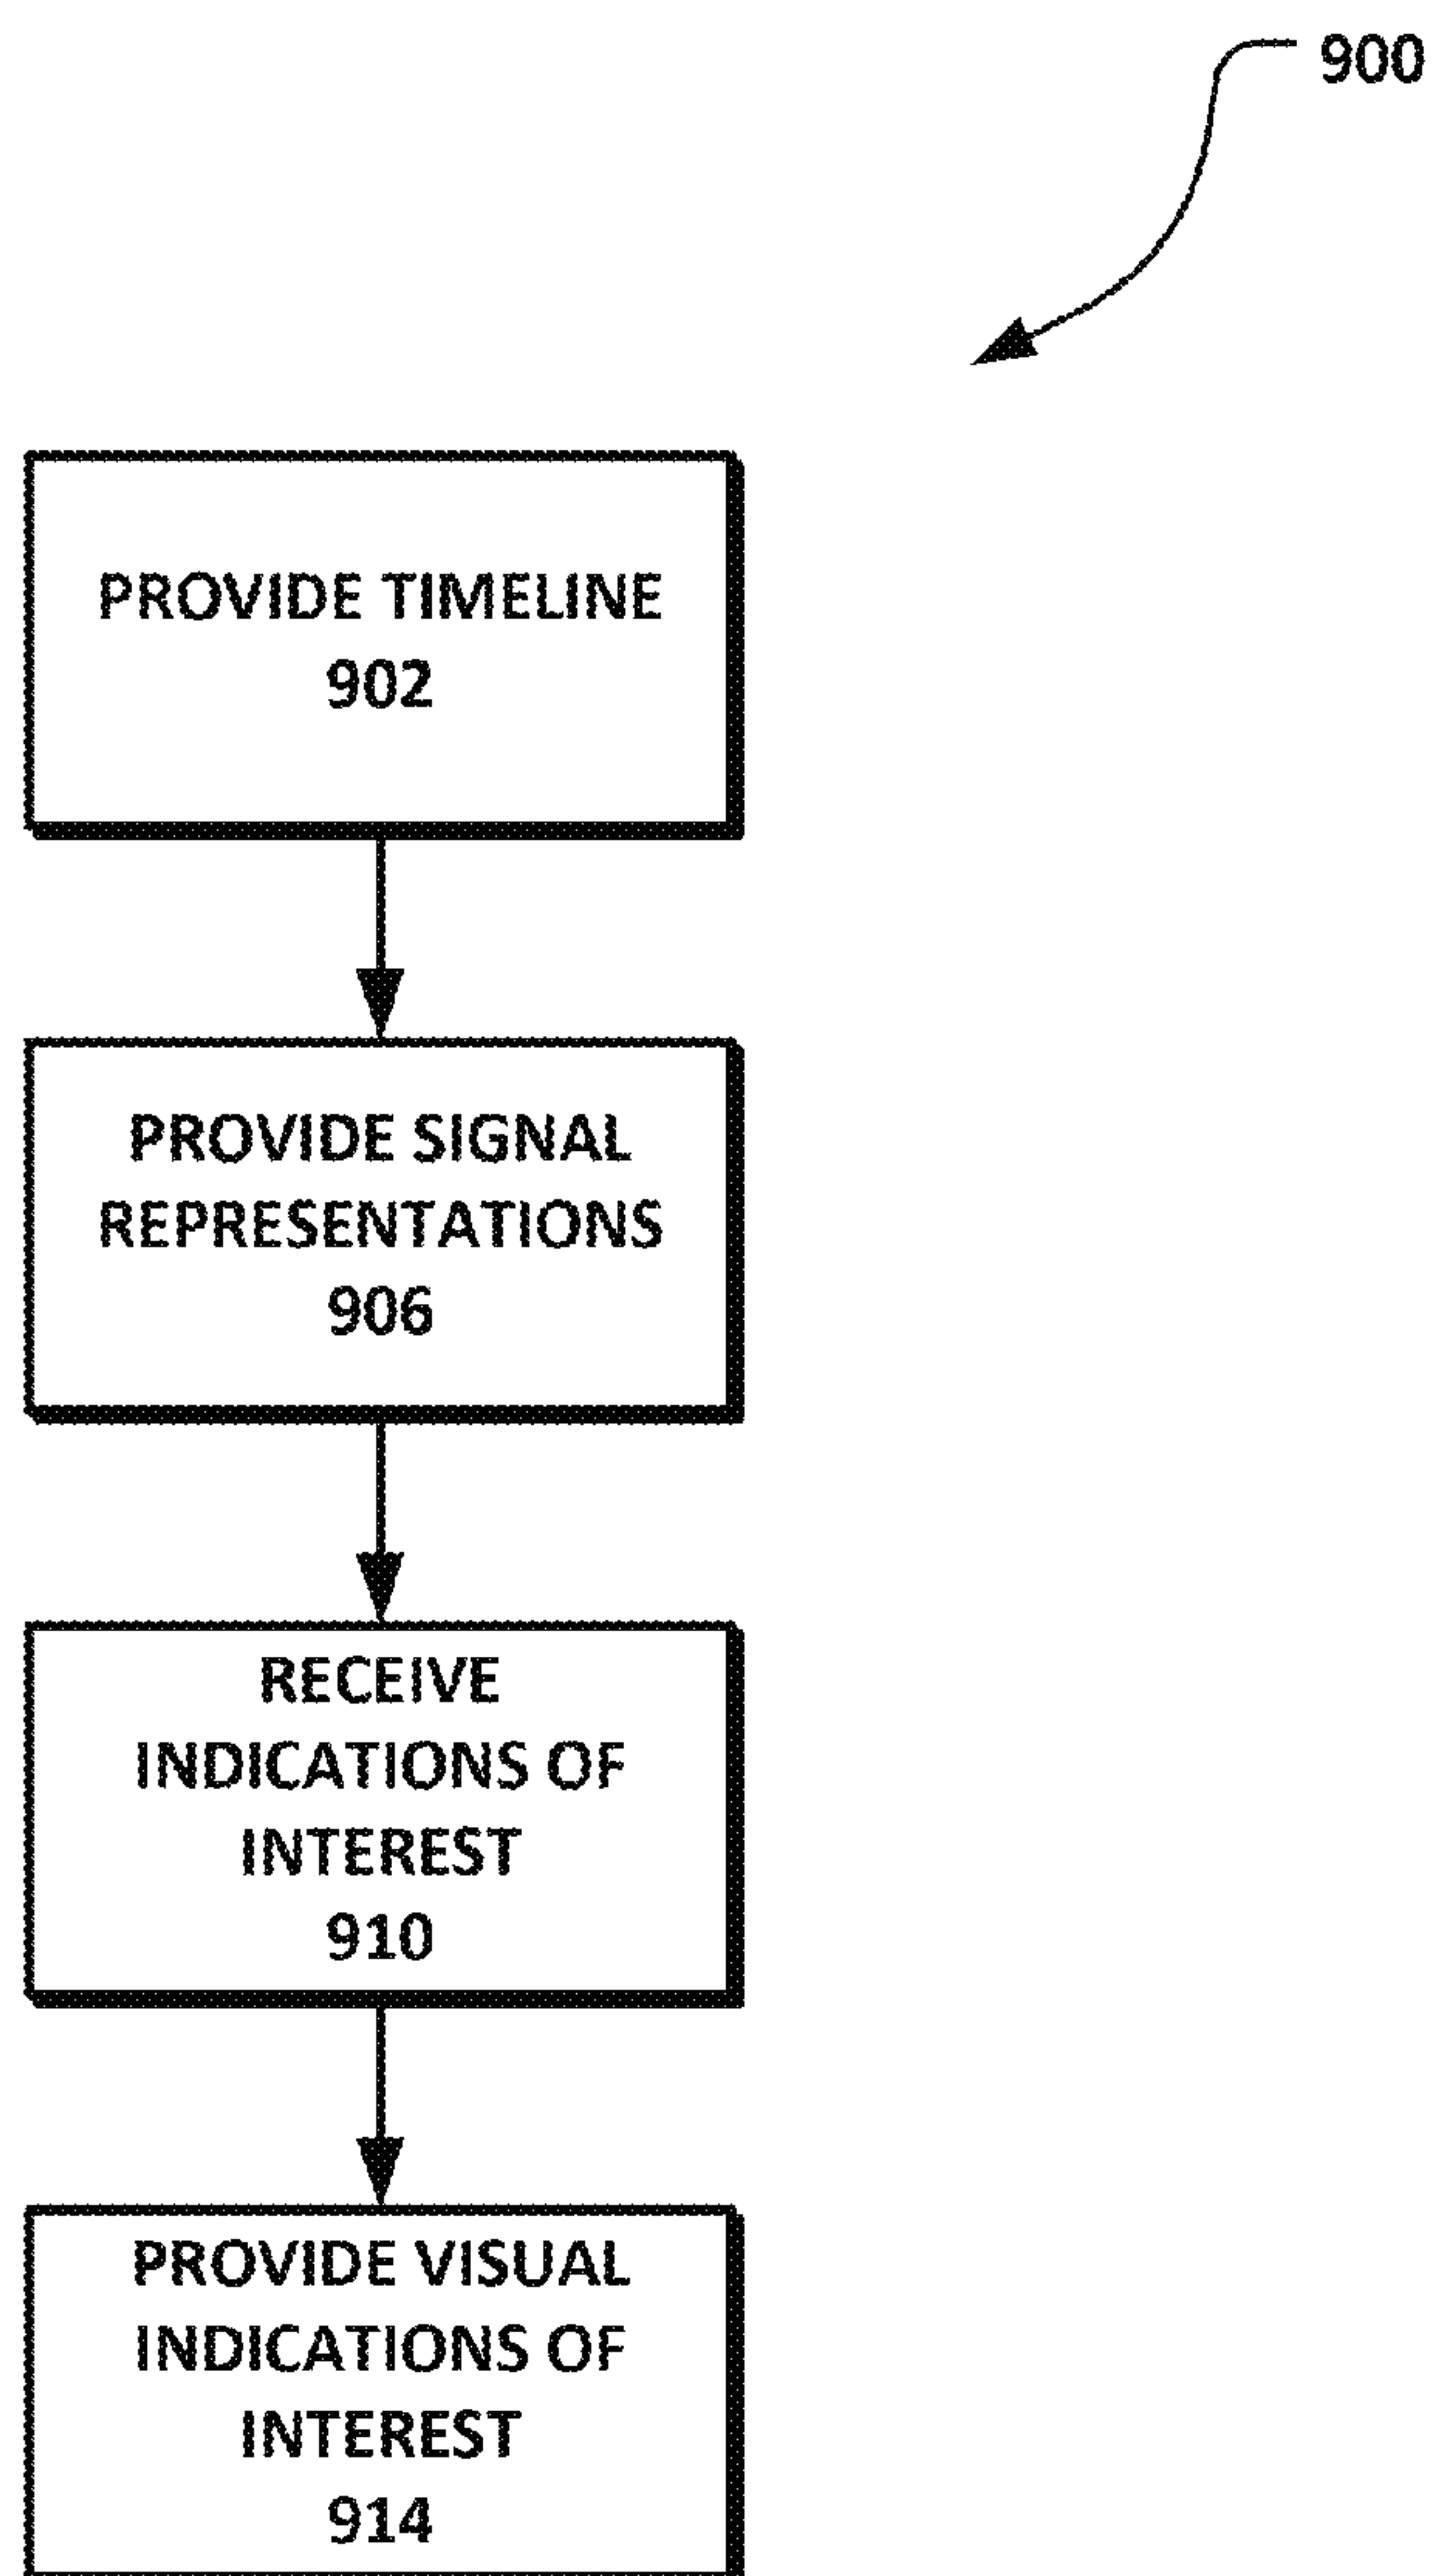 900
PROVIDE TIMELINE
902
PROVIDE SIGNAL
REPRESENTATIONS
906
RECEIVE
INDICATIONS OF
INTEREST
910
PROVIDE VISUAL
INDICATIONS OF
INTEREST
914